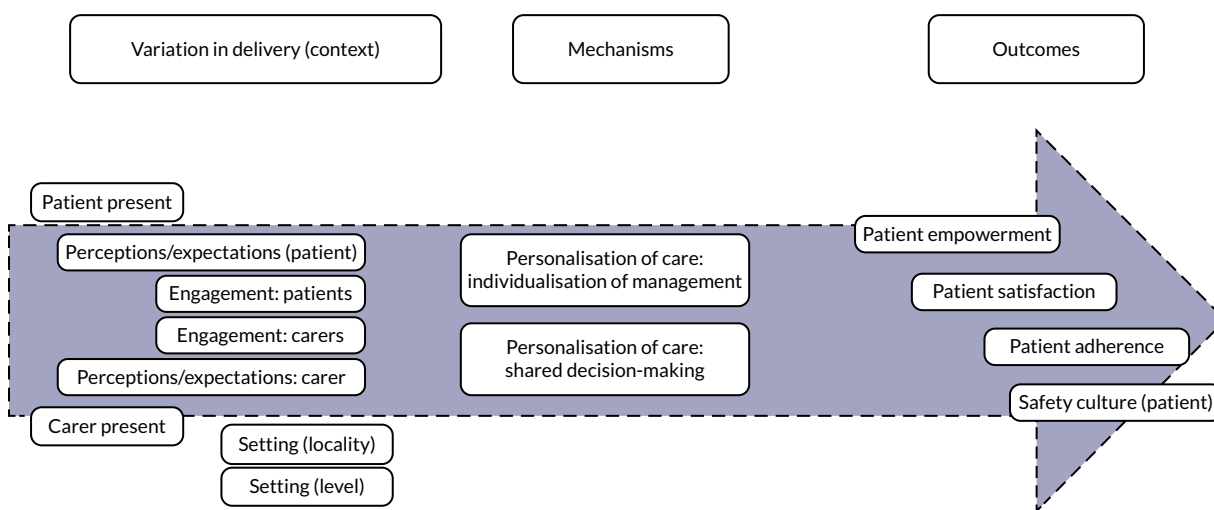 Variation in delivery (context)
Mechanisms
Outcomes
Patient present
Perceptions/expectations (patient)
Engagement: patients
Engagement: carers
Perceptions/expectations: carer
Carer present
Setting (locality)
Setting (level)
Personalisation of care:
individualisation of management
Personalisation of care:
shared decision-making
Patient empowerment
Patient satisfaction
Patient adherence
Safety culture (patient)